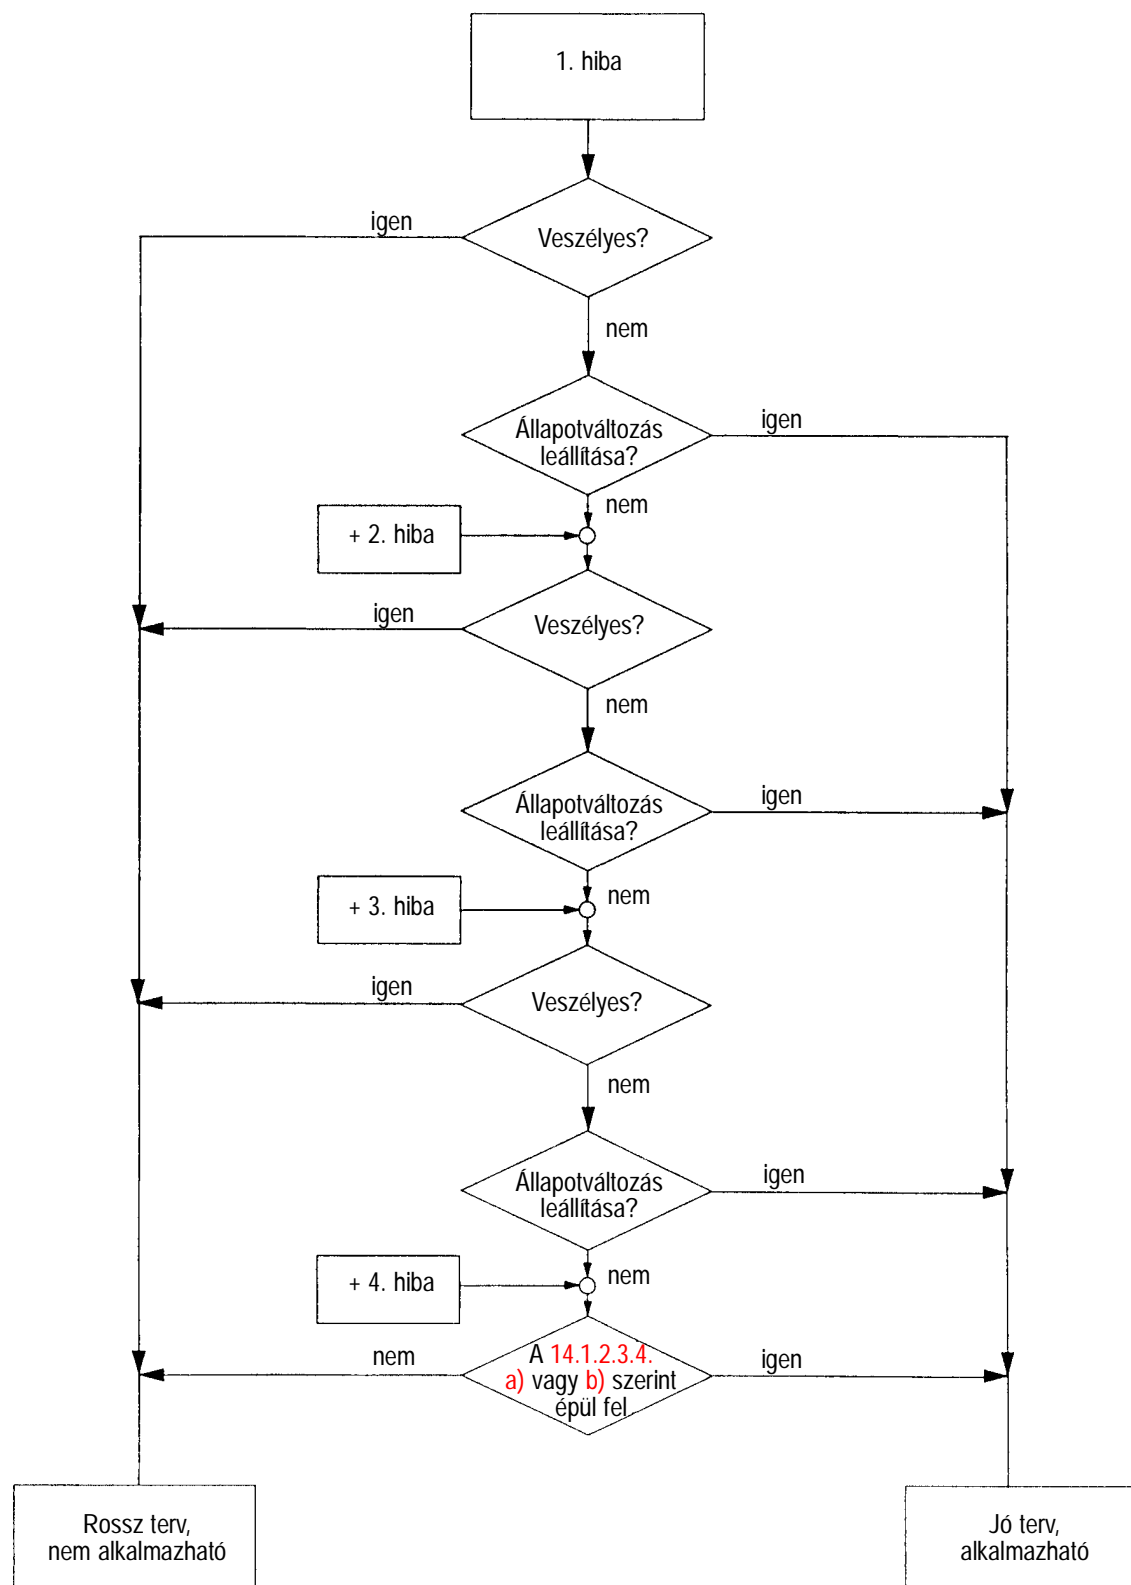 1. hiba
igen
Veszélyes?
nem
Állapotváltozás
leállítása?
igen
nem
+ 2. hiba
igen
Veszélyes?
nem
Állapotváltozás
leállítása?
igen
nem
+ 3. hiba
igen
Veszélyes?
nem
Állapotváltozás
leállítása?
igen
nem
+ 4. hiba
nem
A 14.1.2.3.4.
a) vagy b) szerint
épül fel
igen
Rossz terv,
nem alkalmazható
Jó terv,
alkalmazható